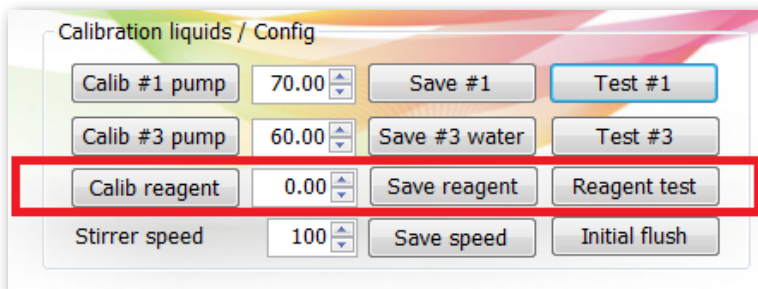 Calibration liquids / Config
Calib #1 pump 70.00 Save #1 Test #1
Calib #3 pump 60.00 Save #3 water Test #3
Calib reagent 0.00 Save reagent Reagent test
Stirrer speed 100 Save speed Initial flush